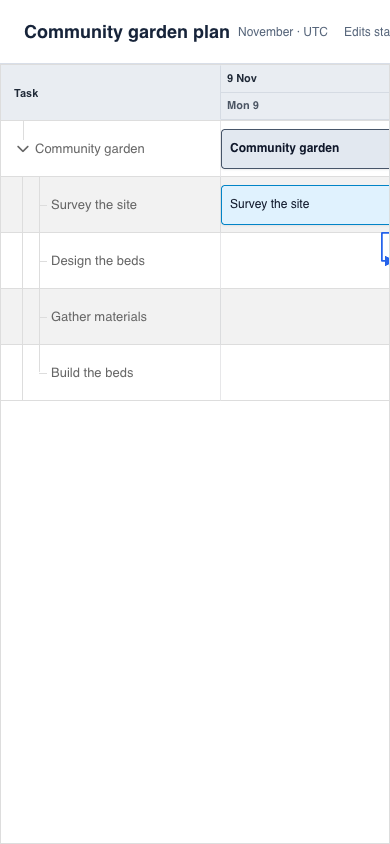 Community garden plan November · UTC Edits
Task
9 Nov
Mon 9
Community garden Community garden
Survey the site Survey the site
Design the beds
Gather materials
Build the beds